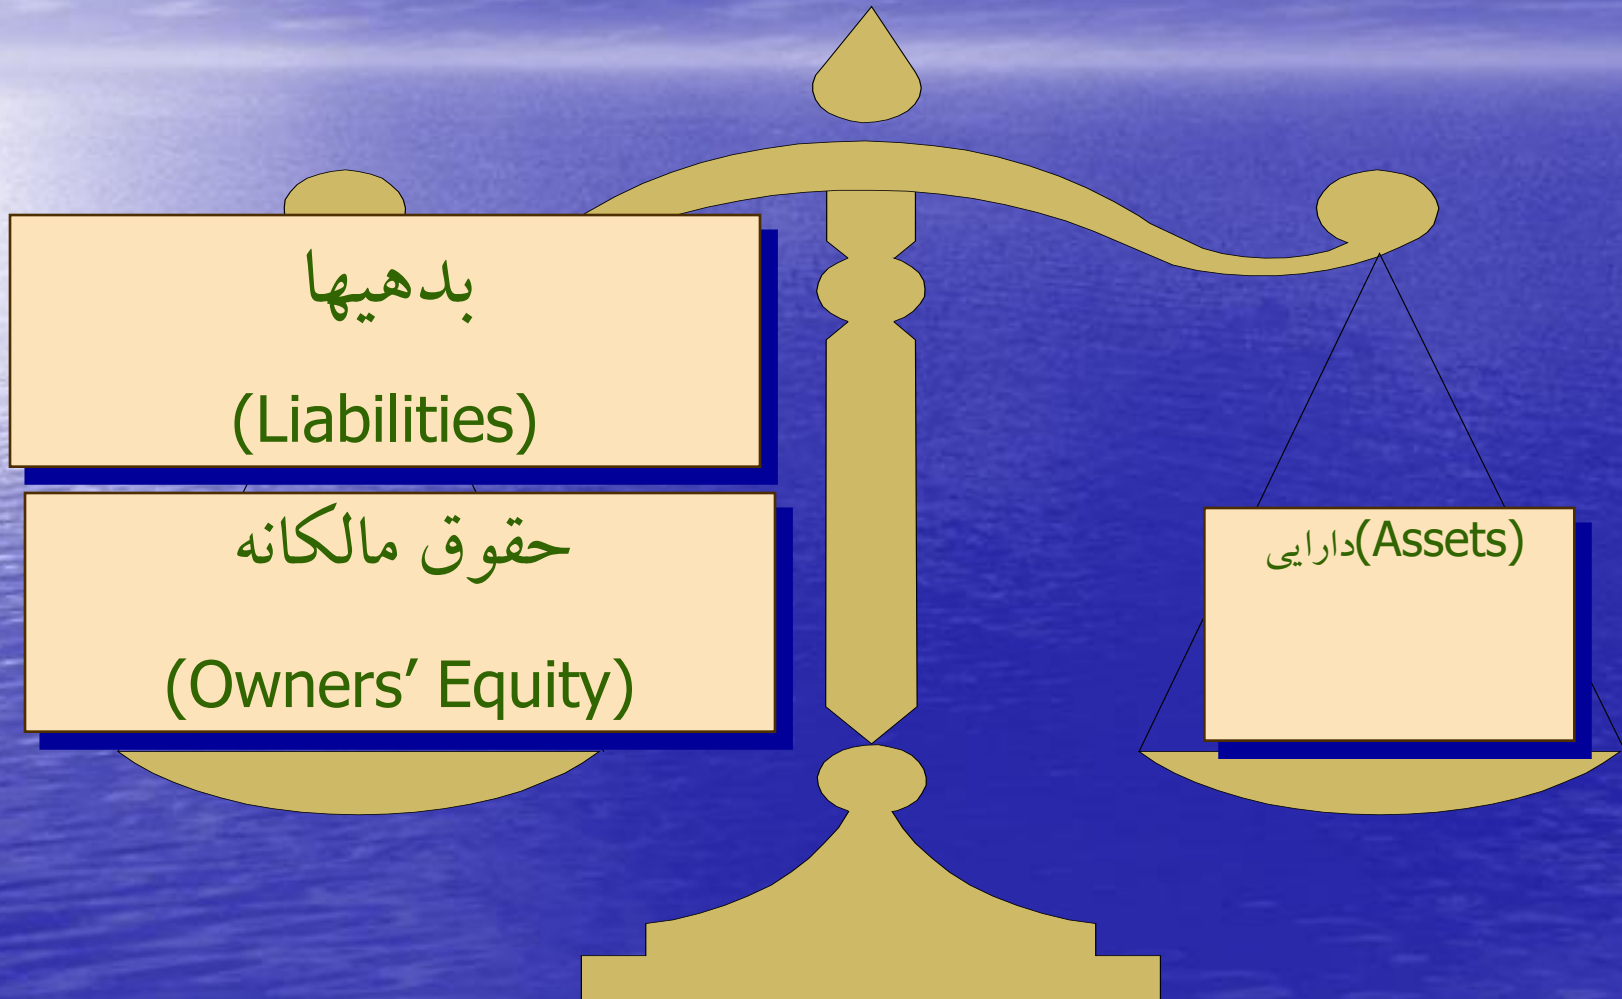 بدهیها
(Liabilities)
حقوق مالکانه
(Owners’ Equity)
دارایی(Assets)